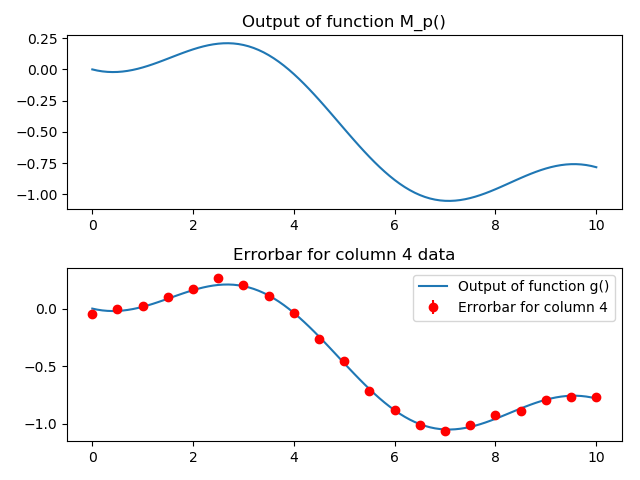 Output of function M_p()
0.25
0.00
−0.25
−0.50
−0.75
−1.00
0 2 4 6 8 10
Errorbar for column 4 data
Output of function g()
Errorbar for column 4
0.0
−0.5
−1.0
0 2 4 6 8 10